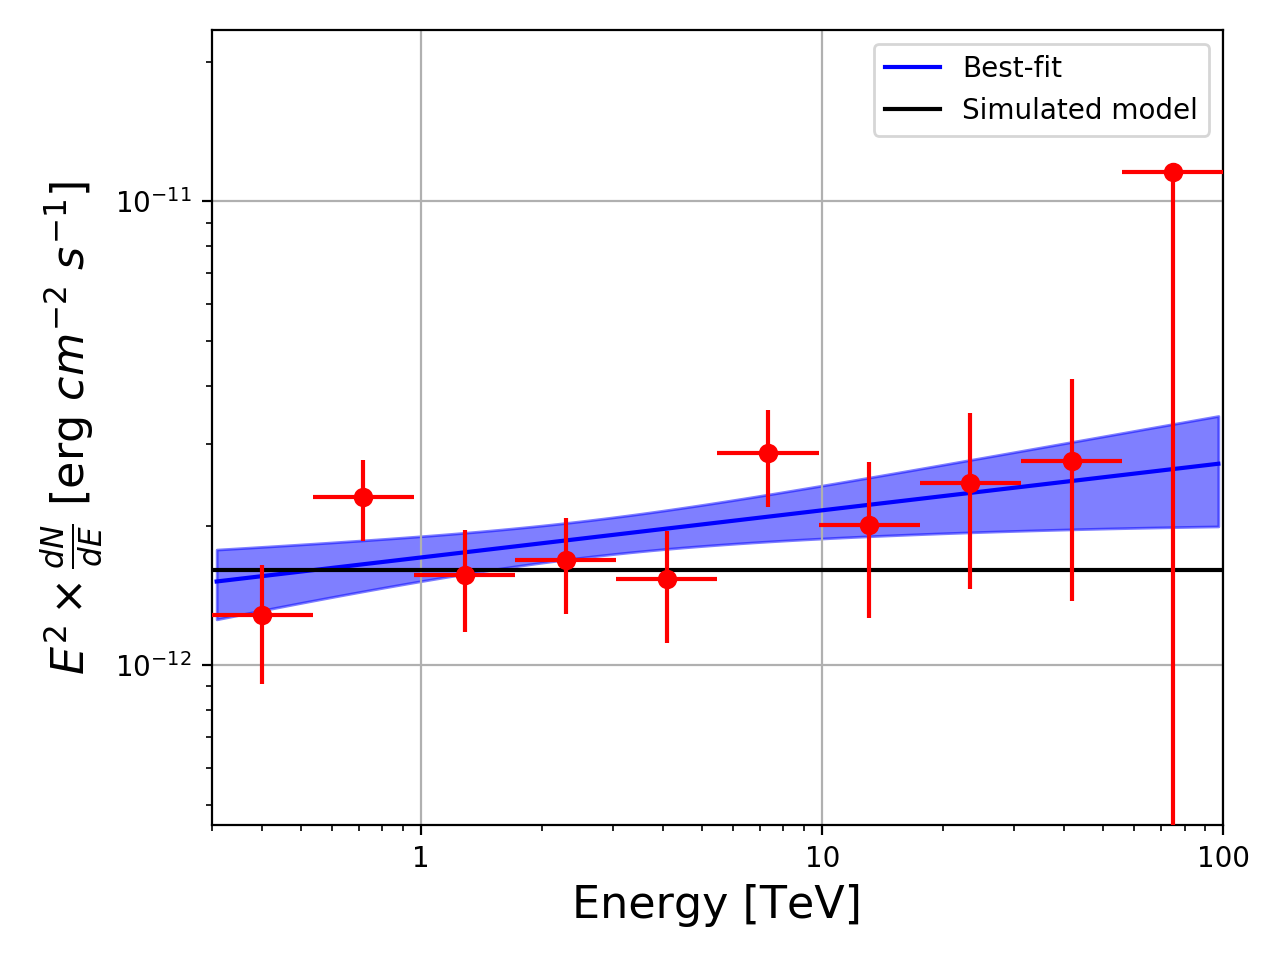 Best-fit
Simulated model
E² × dN/dE [erg cm⁻² s⁻¹]
10⁻¹¹
10⁻¹²
1 10 100
Energy [TeV]